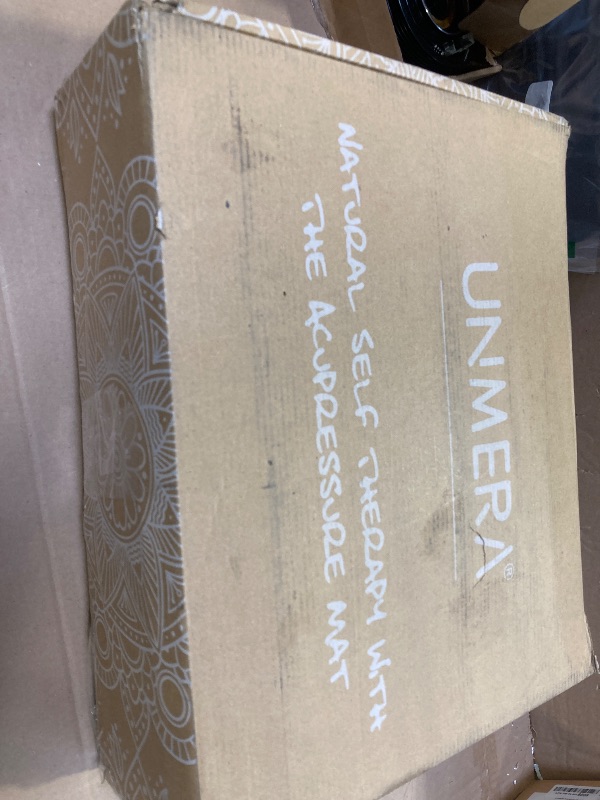 UNMERA®
NATURAL SELF THERAPY WITH
THE ACUPRESSURE MAT